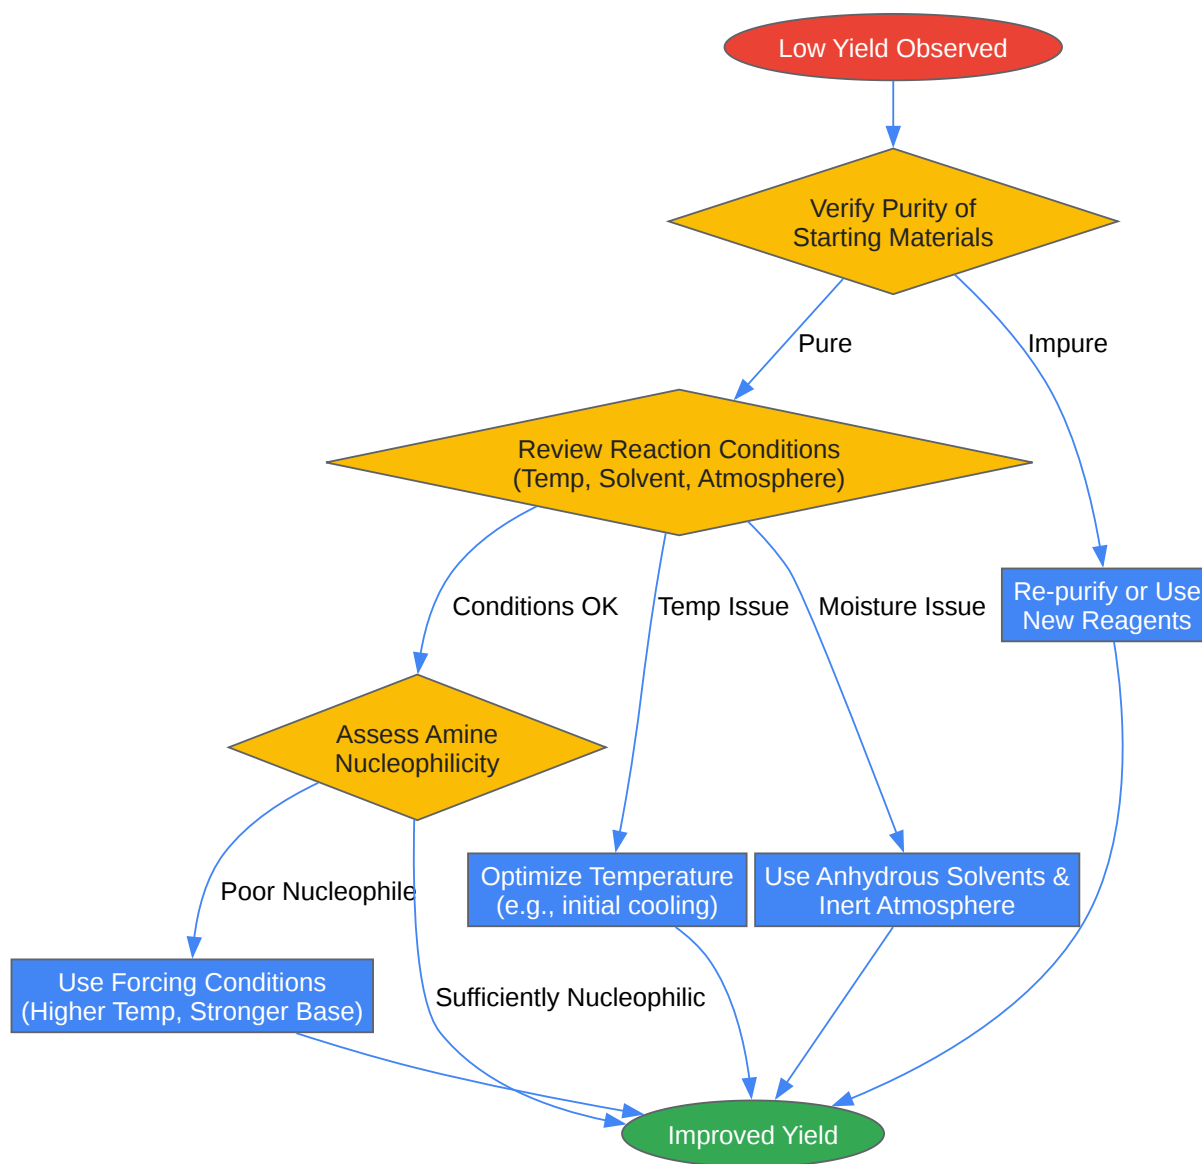 Low Yield Observed
Verify Purity of
Starting Materials
Pure
Impure
Review Reaction Conditions
(Temp, Solvent, Atmosphere)
Conditions OK
Temp Issue
Moisture Issue
Re-purify or Use
New Reagents
Assess Amine
Nucleophilicity
Poor Nucleophile
Optimize Temperature
(e.g., initial cooling)
Use Anhydrous Solvents &
Inert Atmosphere
Use Forcing Conditions
(Higher Temp, Stronger Base)
Sufficiently Nucleophilic
Improved Yield